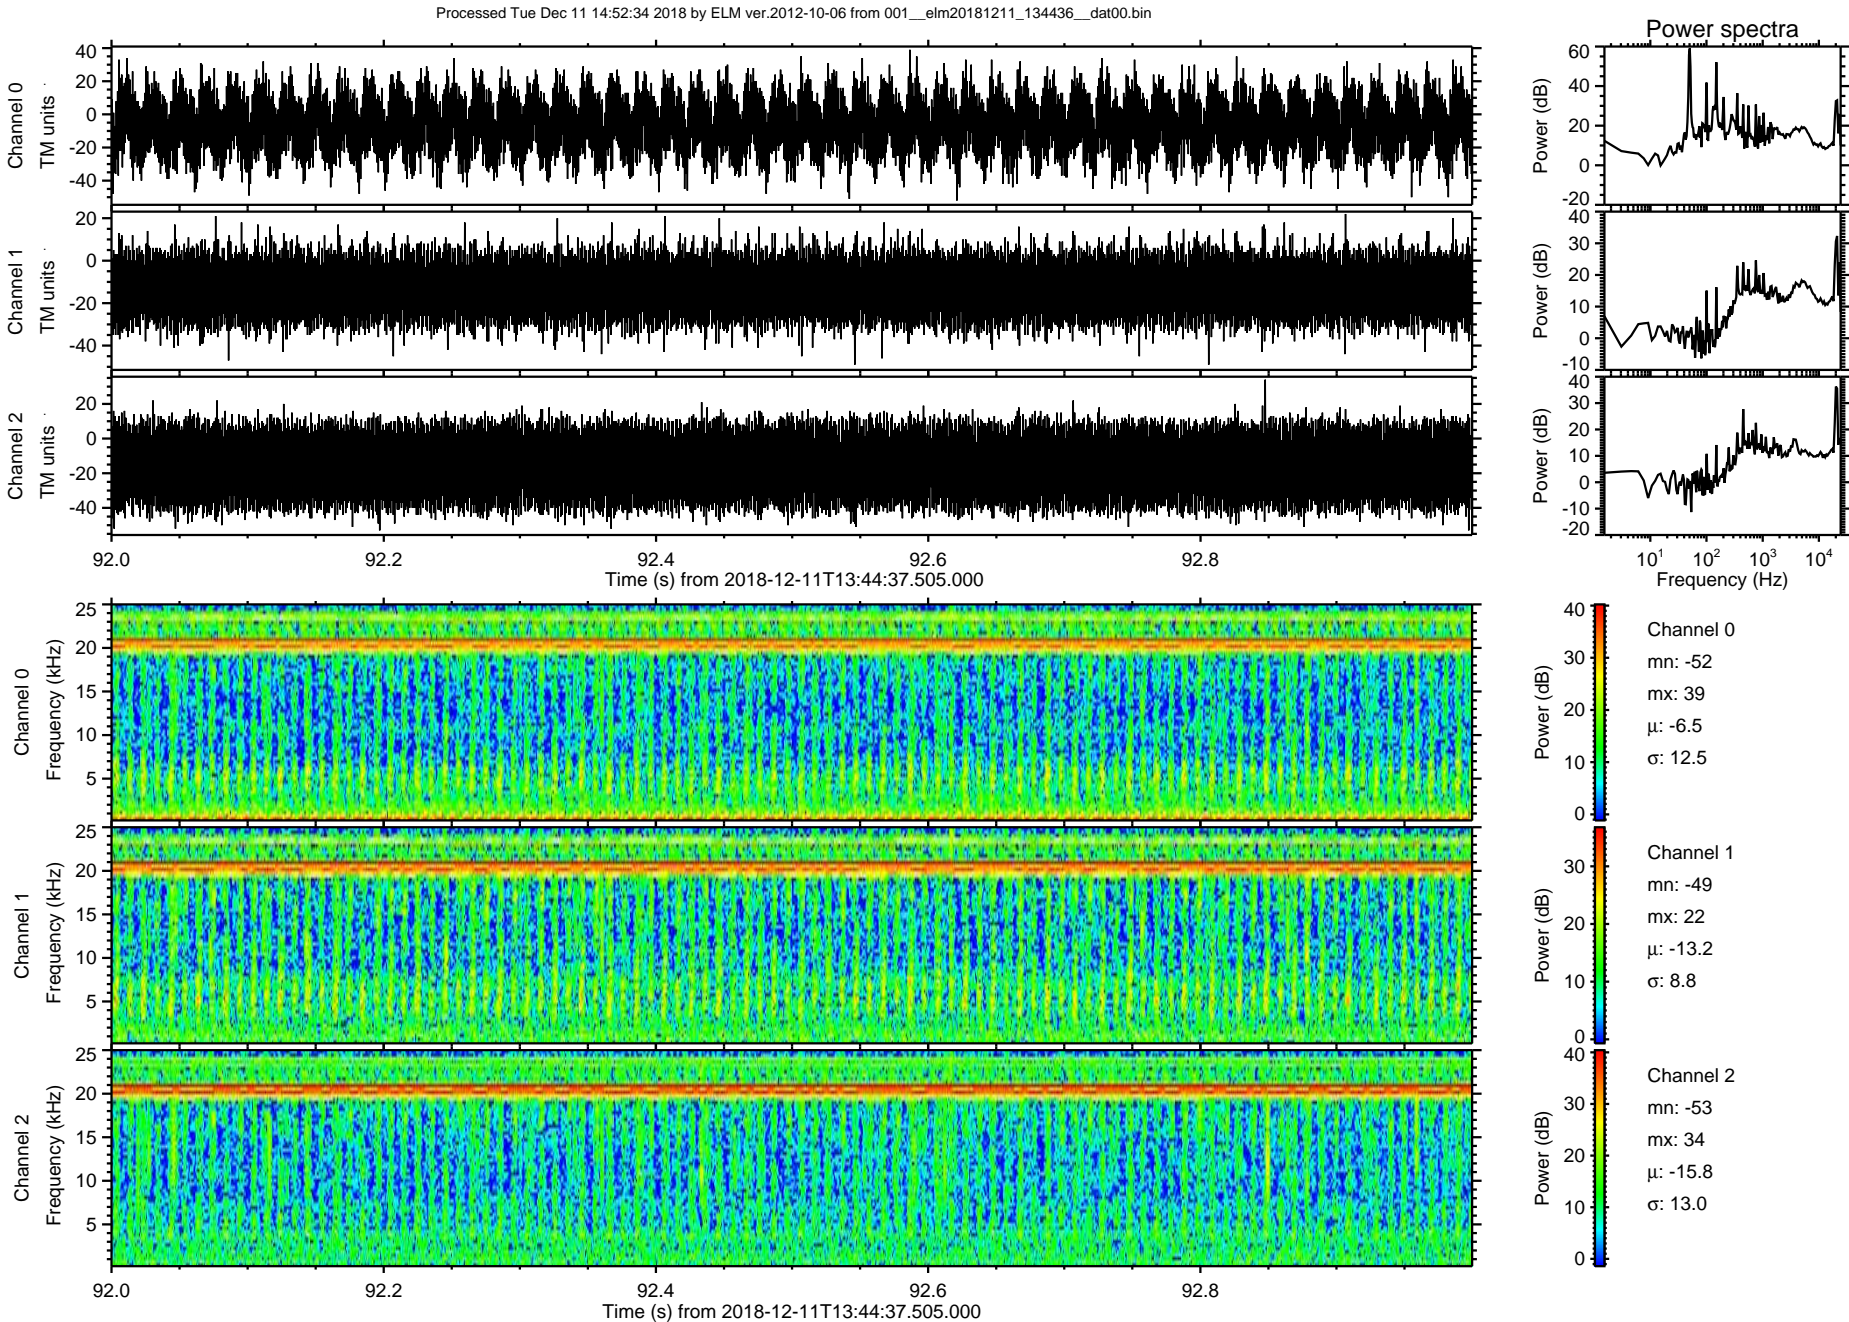 Processed Tue Dec 11 14:52:34 2018 by ELM ver.2012-10-06 from 001__elm20181211_134436__dat00.bin
Power spectra
Channel 0
TM units
40
20
0
-20
-40
Power (dB)
60
40
20
0
-20
Channel 1
TM units
20
0
-20
-40
Power (dB)
40
30
20
10
0
-10
Channel 2
TM units
20
0
-20
-40
Power (dB)
40
30
20
10
0
-10
-20
92.0 92.2 92.4 92.6 92.8
Time (s) from 2018-12-11T13:44:37.505.000
10¹ 10² 10³ 10⁴
Frequency (Hz)
Channel 0
Frequency (kHz)
25
20
15
10
5
Power (dB)
40
30
20
10
0
Channel 0
mn: -52
mx: 39
μ: -6.5
σ: 12.5
Channel 1
Frequency (kHz)
25
20
15
10
5
Power (dB)
30
20
10
0
Channel 1
mn: -49
mx: 22
μ: -13.2
σ: 8.8
Channel 2
Frequency (kHz)
25
20
15
10
5
Power (dB)
40
30
20
10
0
Channel 2
mn: -53
mx: 34
μ: -15.8
σ: 13.0
92.0 92.2 92.4 92.6 92.8
Time (s) from 2018-12-11T13:44:37.505.000